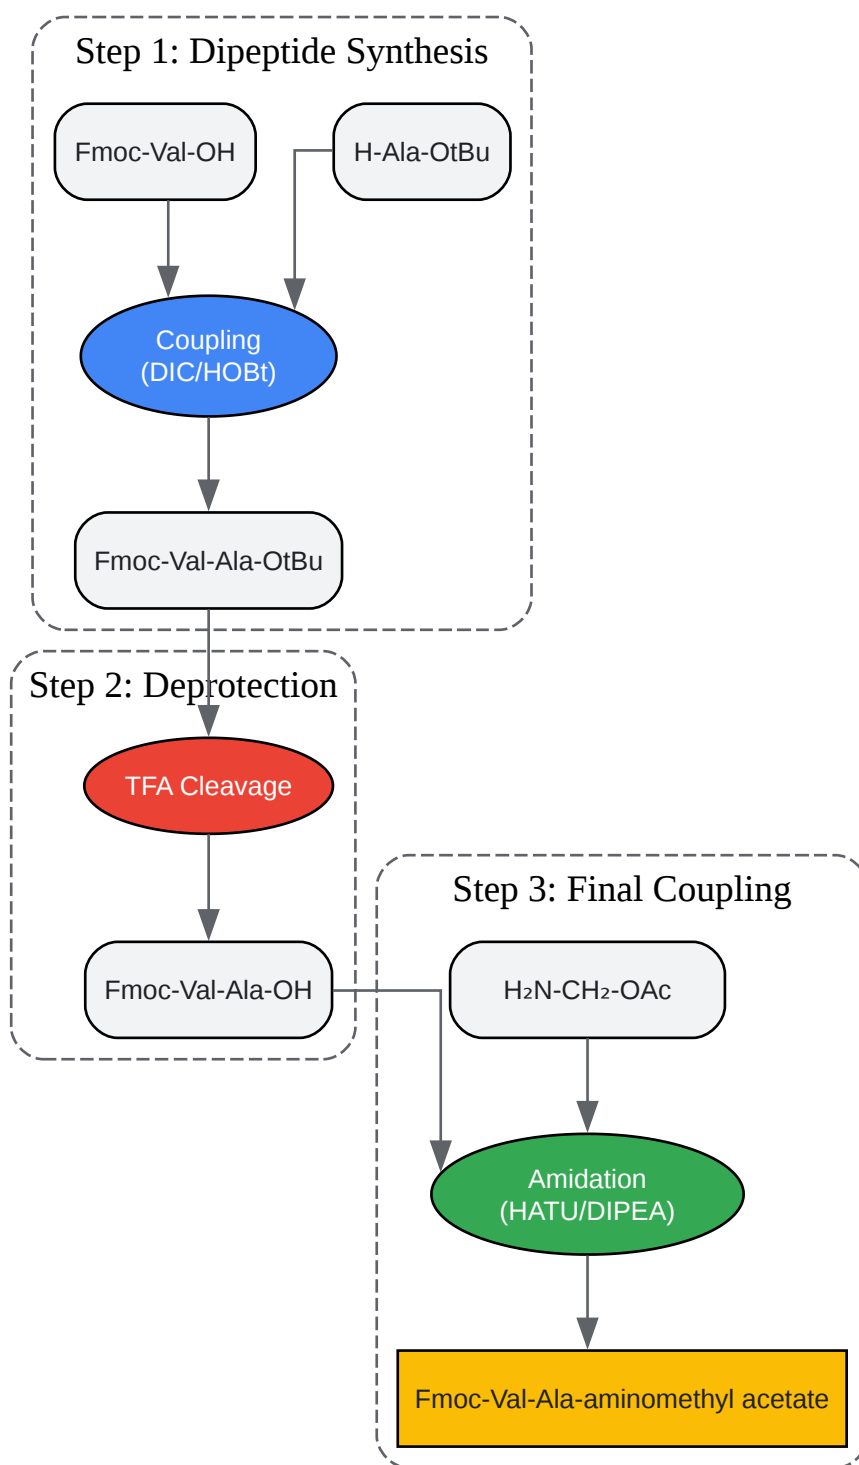 Step 1: Dipeptide Synthesis
Fmoc-Val-OH
H-Ala-OtBu
Coupling
(DIC/HOBt)
Fmoc-Val-Ala-OtBu
Step 2: Deprotection
TFA Cleavage
Fmoc-Val-Ala-OH
Step 3: Final Coupling
H₂N-CH₂-OAc
Amidation
(HATU/DIPEA)
Fmoc-Val-Ala-aminomethyl acetate